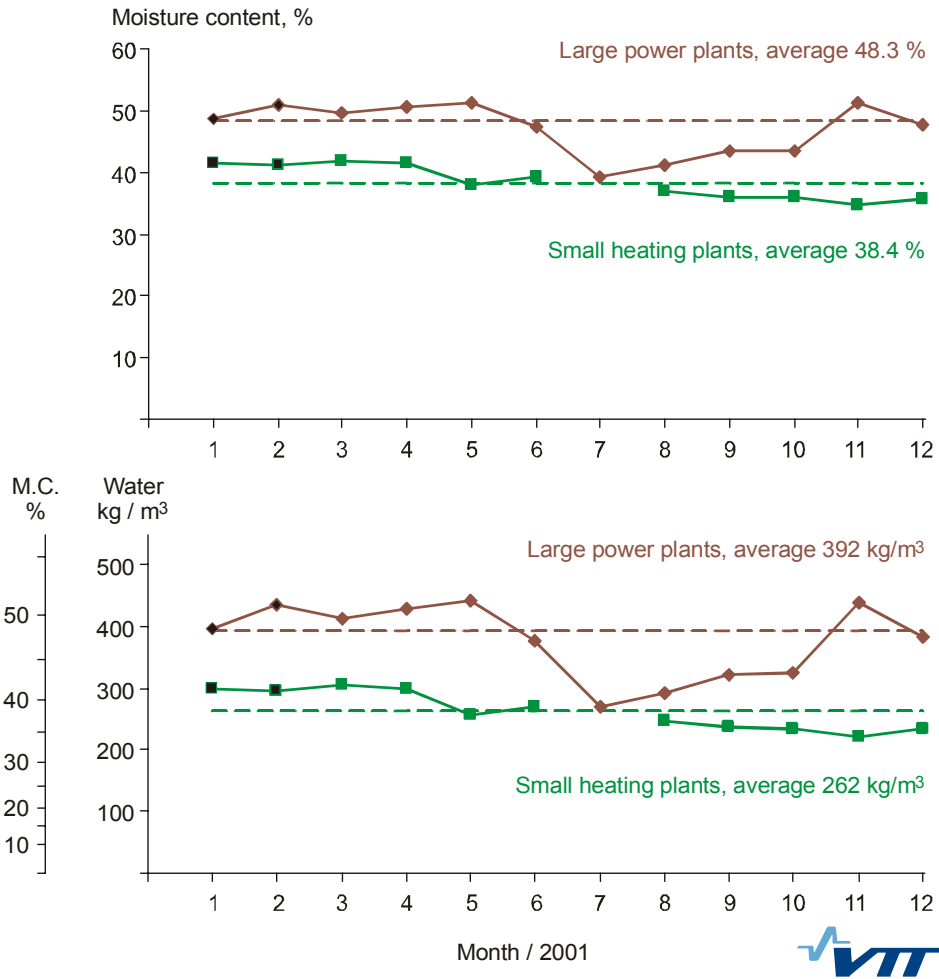 Moisture content, %
60
Large power plants, average 48.3 %
50
40
30
Small heating plants, average 38.4 %
20
10
1 2 3 4 5 6 7 8 9 10 11 12
M.C. Water
% kg / m³
Large power plants, average 392 kg/m³
500
50
400
300
40
30
200
Small heating plants, average 262 kg/m³
20
100
10
1 2 3 4 5 6 7 8 9 10 11 12
Month / 2001
VTT